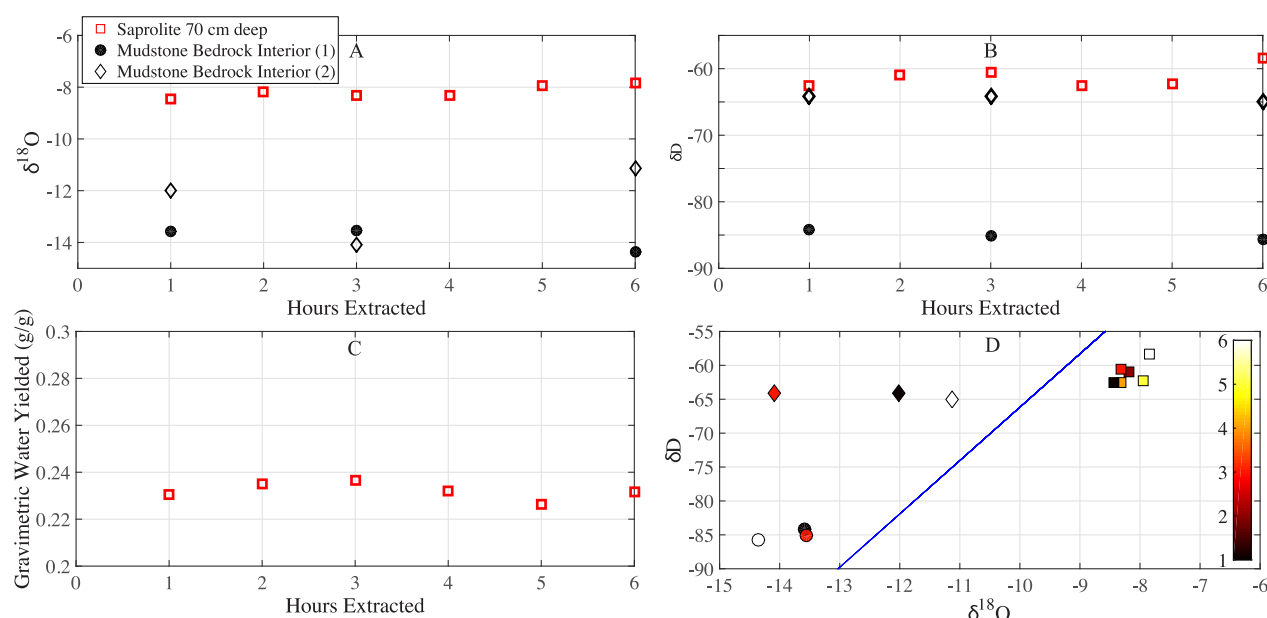 Saprolite 70 cm deep
Mudstone Bedrock Interior (1)
Mudstone Bedrock Interior (2)
A
-6
-8
-10
-12
-14
δ¹⁸O
0 1 2 3 4 5 6
Hours Extracted
B
-60
-70
-80
-90
δD
0 1 2 3 4 5 6
Hours Extracted
C
0.3
0.28
0.26
0.24
0.22
0.2
Gravimetric Water Yielded (g/g)
0 1 2 3 4 5 6
Hours Extracted
D
-55
-60
-65
-70
-75
-80
-85
-90
δD
-15 -14 -13 -12 -11 -10 -9 -8 -7 -6
δ¹⁸O
6
5
4
3
2
1